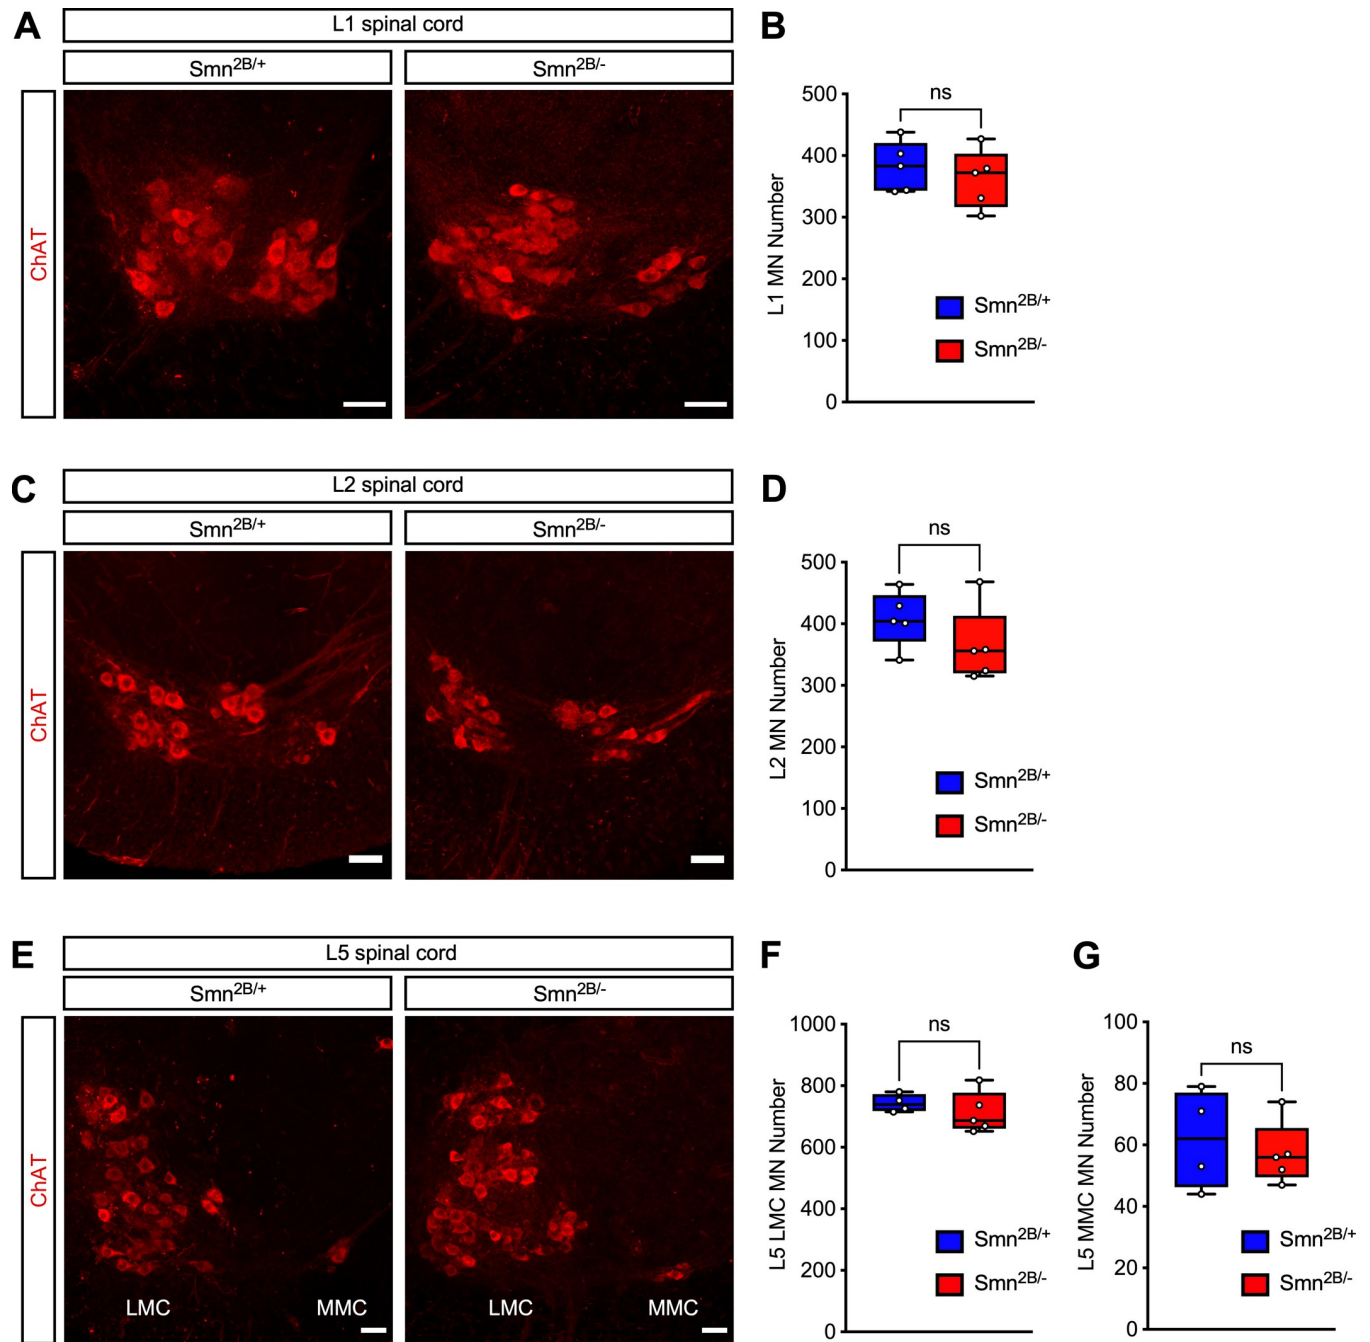 A
L1 spinal cord
Smn2B/+
Smn2B/-
ChAT
B
500
400
300
200
100
0
L1 MN Number
ns
Smn2B/+
Smn2B/-
C
L2 spinal cord
Smn2B/+
Smn2B/-
ChAT
D
500
400
300
200
100
0
L2 MN Number
ns
Smn2B/+
Smn2B/-
E
L5 spinal cord
Smn2B/+
Smn2B/-
ChAT
LMC
MMC
LMC
MMC
F
1000
800
600
400
200
0
L5 LMC MN Number
ns
Smn2B/+
Smn2B/-
G
100
80
60
40
20
0
L5 MMC MN Number
ns
Smn2B/+
Smn2B/-